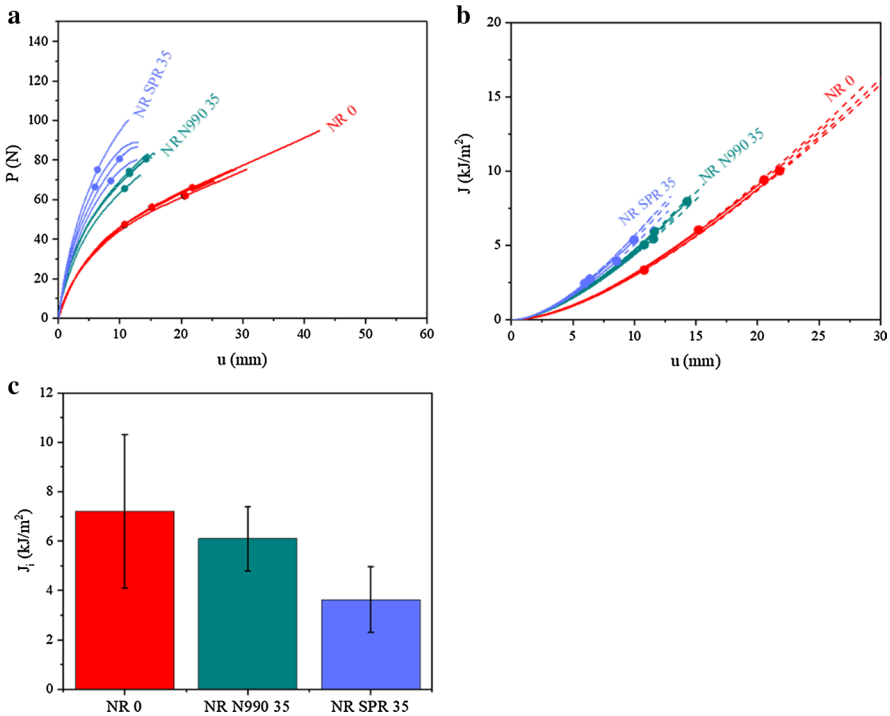 a
140
120
100
80
60
40
20
0
P (N)
0 10 20 30 40 50 60
u (mm)
NR SPR 35
NR N990 35
NR 0
b
20
15
10
5
0
J (kJ/m²)
0 5 10 15 20 25 30
u (mm)
NR 0
NR N990 35
NR SPR 35
c
12
10
8
6
4
2
0
Jᵢ (kJ/m²)
NR 0 NR N990 35 NR SPR 35